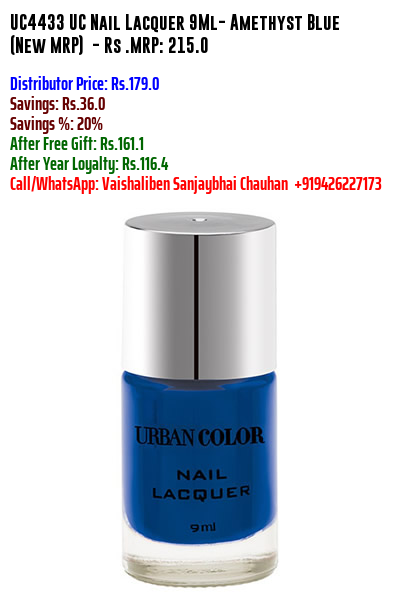 UC4433 UC Nail Lacquer 9Ml- Amethyst Blue
(New MRP) - Rs .MRP: 215.0
Distributor Price: Rs.179.0
Savings: Rs.36.0
Savings %: 20%
After Free Gift: Rs.161.1
After Year Loyalty: Rs.116.4
Call/WhatsApp: Vaishaliben Sanjaybhai Chauhan +919426227173
URBAN COLOR
NAIL
LACQUER
9ml